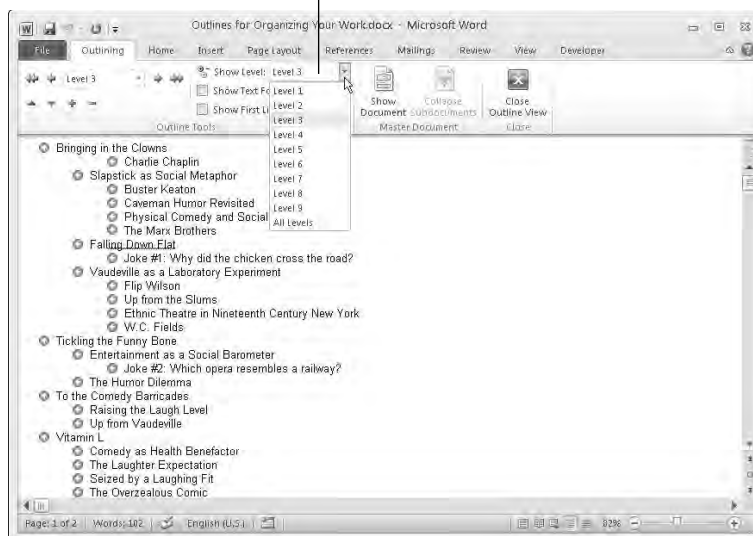 Outlines for Organizing Your Work.docx - Microsoft Word
File Outlining Home Insert Page Layout References Mailings Review View Developer
Level 3 Show Level: Level 3
Show Text Fo
Show First Li
Level 1
Level 2
Level 3
Level 4
Level 5
Level 6
Level 7
Level 8
Level 9
All Levels
Show Document
Collapse Subdocuments
Close Outline View
Outline Tools Master Document Close
Bringing in the Clowns
Charlie Chaplin
Slapstick as Social Metaphor
Buster Keaton
Caveman Humor Revisited
Physical Comedy and Social
The Marx Brothers
Falling Down Flat
Joke #1: Why did the chicken cross the road?
Vaudeville as a Laboratory Experiment
Flip Wilson
Up from the Slums
Ethnic Theatre in Nineteenth Century New York
W.C. Fields
Tickling the Funny Bone
Entertainment as a Social Barometer
Joke #2: Which opera resembles a railway?
The Humor Dilemma
To the Comedy Barricades
Raising the Laugh Level
Up from Vaudeville
Vitamin L
Comedy as Health Benefactor
The Laughter Expectation
Seized by a Laughing Fit
The Overzealous Comic
Page: 1 of 2 Words: 102 English (U.S.)